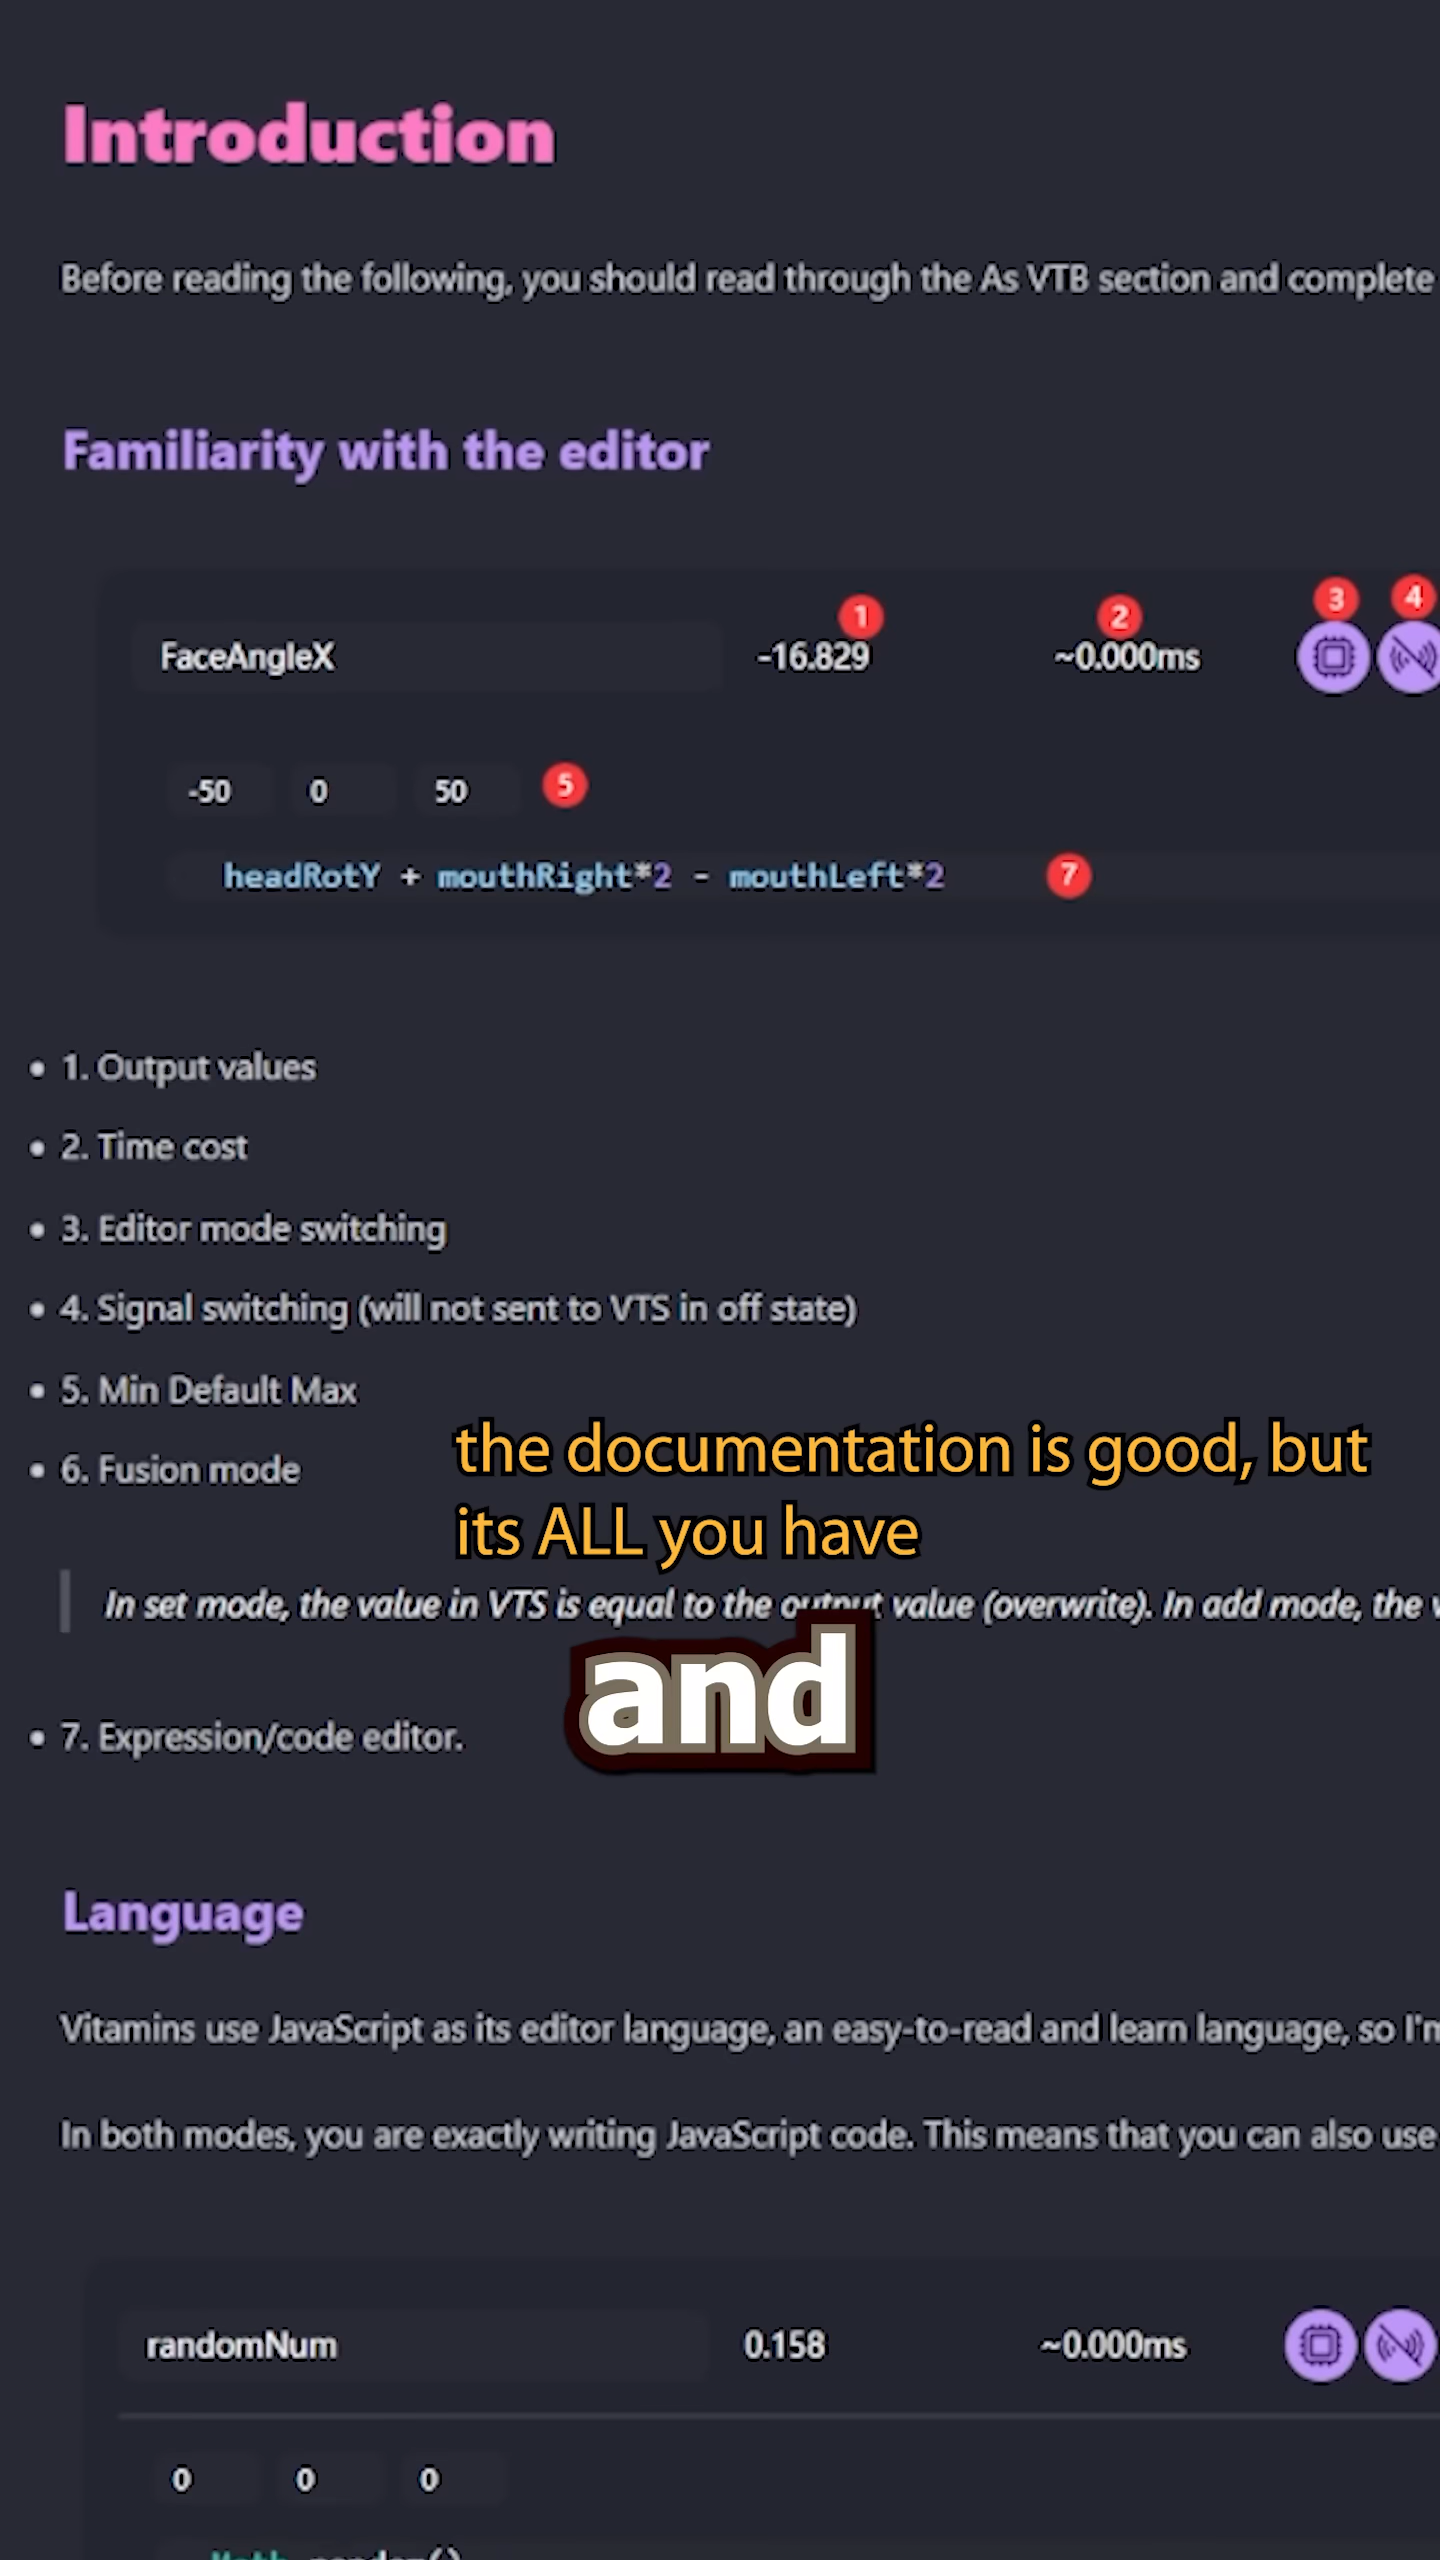 Introduction
Before reading the following, you should read through the As VTB section and complete
Familiarity with the editor
1
2
3
4
FaceAngleX
-16.829
~0.000ms
-50
0
50
5
headRotY + mouthRight*2 - mouthLeft*2
7
• 1. Output values
• 2. Time cost
• 3. Editor mode switching
• 4. Signal switching (will not sent to VTS in off state)
• 5. Min Default Max
• 6. Fusion mode
the documentation is good, but
its ALL you have
In set mode, the value in VTS is equal to the output value (overwrite). In add mode, the
and
• 7. Expression/code editor.
Language
Vitamins use JavaScript as its editor language, an easy-to-read and learn language, so I'm
In both modes, you are exactly writing JavaScript code. This means that you can also use
randomNum
0.158
~0.000ms
0
0
0